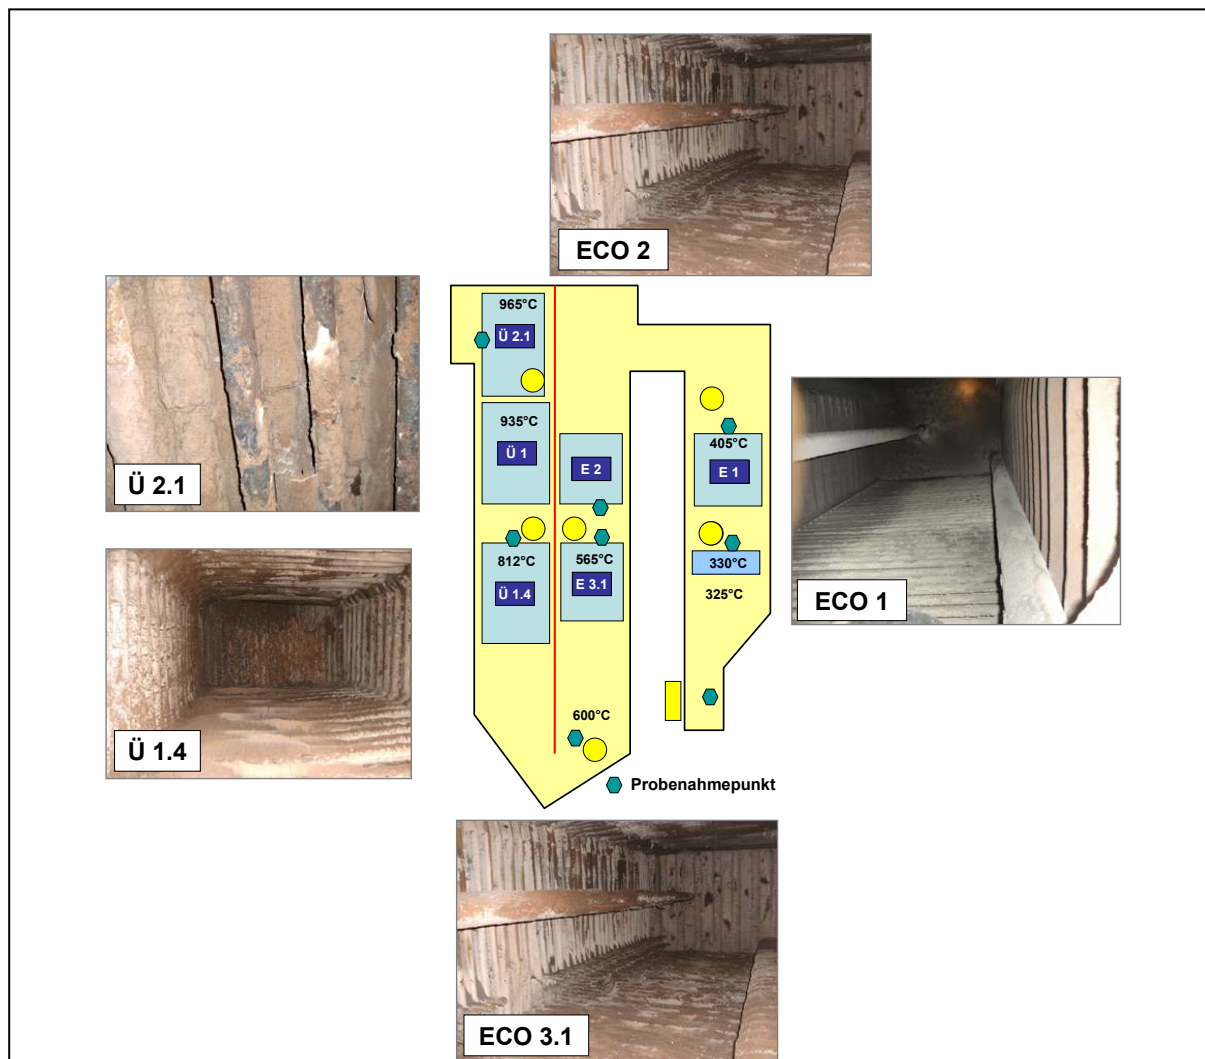 ECO 2
Ü 2.1
965°C
Ü 2.1
935°C
Ü 1
E 2
405°C
E 1
ECO 1
812°C
Ü 1.4
565°C
E 3.1
330°C
325°C
Ü 1.4
600°C
Probenahmepunkt
ECO 3.1